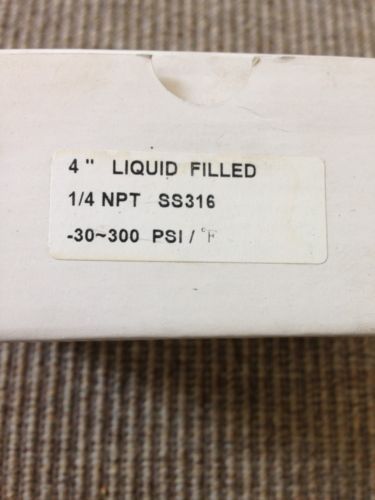 4 " LIQUID FILLED
1/4 NPT SS316
-30~300 PSI / °F